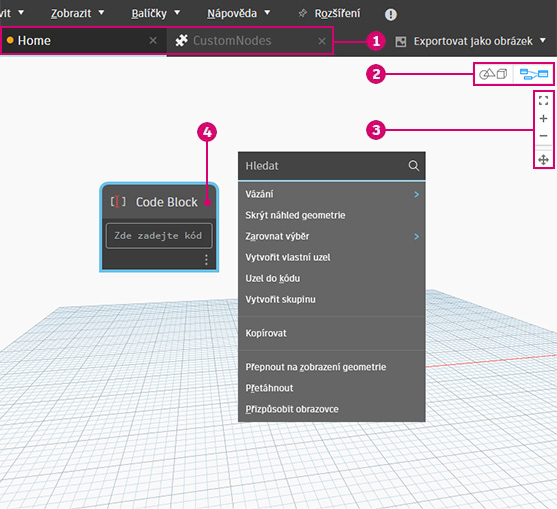 vit Zobrazit Balíčky Nápověda Rozšíření
Home CustomNodes 1 Exportovat jako obrázek
2
3
4
Hledat
Vázání
Code Block
Skrýt náhled geometrie
Zde zadejte kód
Zarovnat výběr
Vytvořit vlastní uzel
Uzel do kódu
Vytvořit skupinu
Kopírovat
Přepnout na zobrazení geometrie
Přetáhnout
Přizpůsobit obrazovce